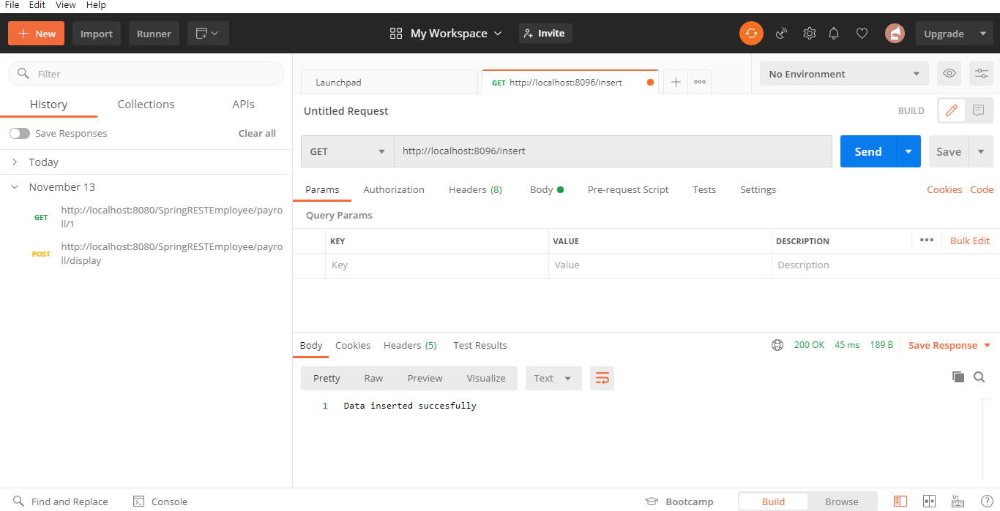 File Edit View Help
+ New Import Runner My Workspace Invite Upgrade
Filter
History Collections APIs
Save Responses Clear all
Today
November 13
GET http://localhost:8080/SpringRESTEmployee/payro
ll/1
POST http://localhost:8080/SpringRESTEmployee/payro
ll/display
Launchpad GET http://localhost:8096/insert No Environment
Untitled Request BUILD
GET http://localhost:8096/insert Send Save
Params Authorization Headers (8) Body Pre-request Script Tests Settings Cookies Code
Query Params
KEY VALUE DESCRIPTION Bulk Edit
Key Value Description
Body Cookies Headers (5) Test Results 200 OK 45 ms 189 B Save Response
Pretty Raw Preview Visualize Text
1 Data inserted succesfully
Find and Replace Console Bootcamp Build Browse